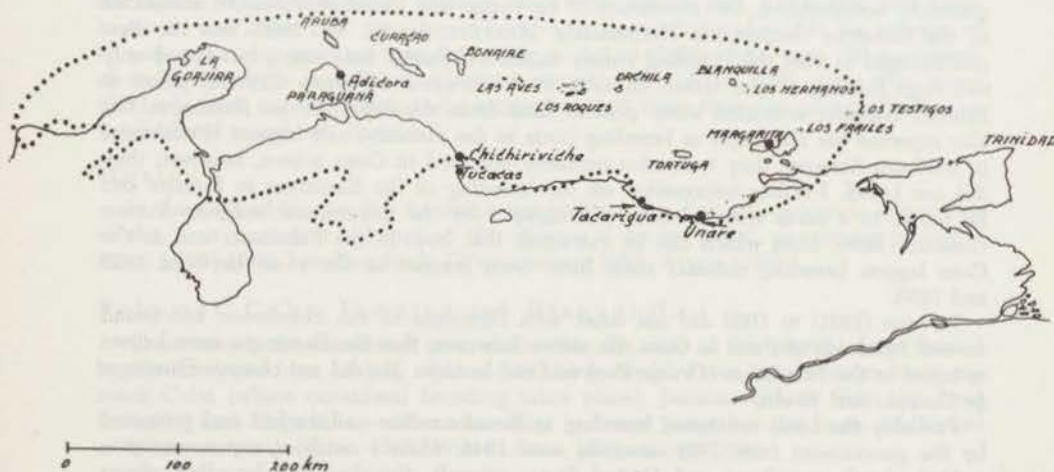 ARUBA
CURAÇAO
BONAIRE
LA
GOAJIRA
Adicora
PARAGUANÁ
LAS AVES
LOS ROQUES
ORCHILA
BLANQUILLA
LOS HERMANOS
LOS TESTIGOS
MARGARITA
LOS FRAILES
TORTUGA
TRINIDAD
Chichiriviche
Tucacas
Tacarigua
Unare
0 100 200 km